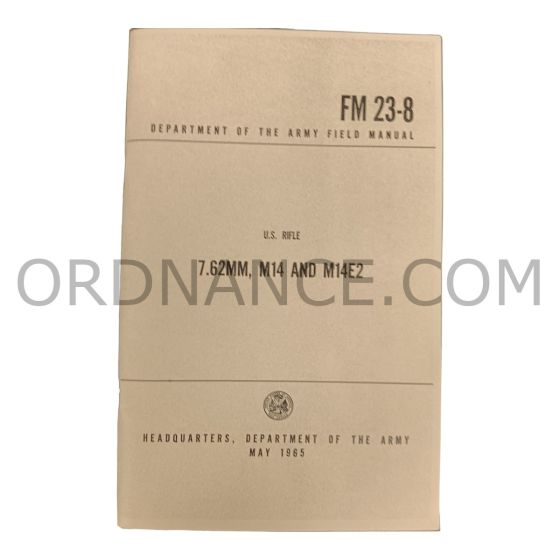 FM 23-8
DEPARTMENT OF THE ARMY FIELD MANUAL
U.S. RIFLE
7.62MM, M14 AND M14E2
ORDNANCE.COM
HEADQUARTERS, DEPARTMENT OF THE ARMY
MAY 1965